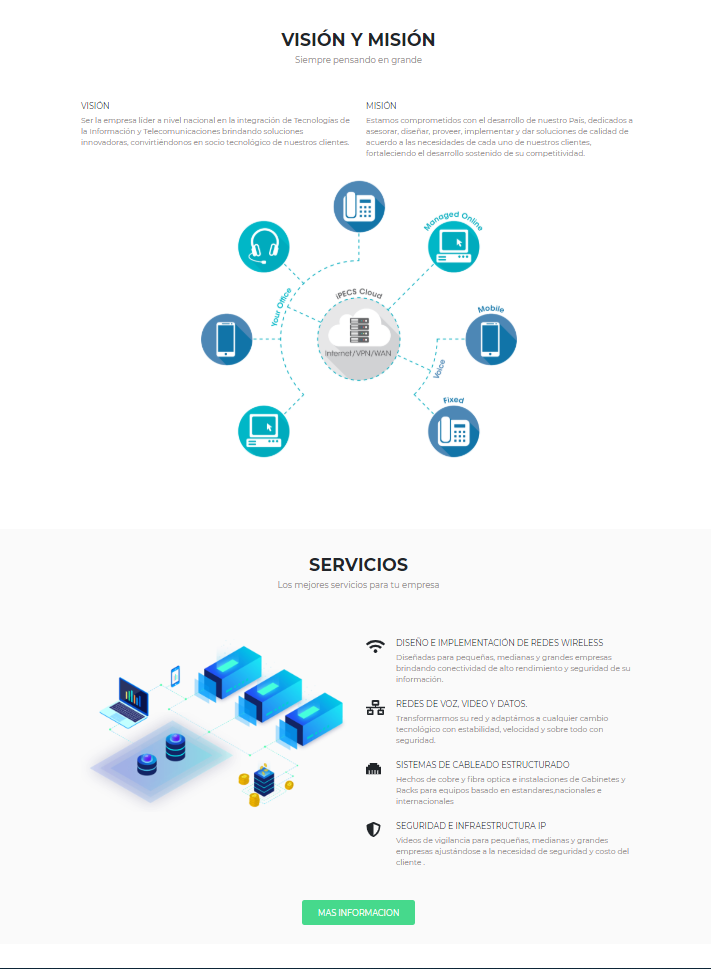 VISIÓN Y MISIÓN
Siempre pensando en grande
VISIÓN
Ser la empresa líder a nivel nacional en la integración de Tecnologías de
la Información y Telecomunicaciones brindando soluciones
innovadoras, convirtiéndonos en socio tecnológico de nuestros clientes.
MISIÓN
Estamos comprometidos con el desarrollo de nuestro País, dedicados a
asesorar, diseñar, proveer, implementar y dar soluciones de calidad de
acuerdo a las necesidades de cada uno de nuestros clientes,
fortaleciendo el desarrollo sostenido de su competitividad.
Managed Online
Your Office
iPECS Cloud
Internet/VPN/WAN
Mobile
Voice
Fixed
SERVICIOS
Los mejores servicios para tu empresa
DISEÑO E IMPLEMENTACIÓN DE REDES WIRELESS
Diseñadas para pequeñas, medianas y grandes empresas
brindando conectividad de alto rendimiento y seguridad de su
información.
REDES DE VOZ, VIDEO Y DATOS.
Transformarmos su red y adaptámos a cualquier cambio
tecnológico con estabilidad, velocidad y sobre todo con
seguridad.
SISTEMAS DE CABLEADO ESTRUCTURADO
Hechos de cobre y fibra optica e instalaciones de Gabinetes y
Racks para equipos basado en estandares,nacionales e
internacionales
SEGURIDAD E INFRAESTRUCTURA IP
Videos de vigilancia para pequeñas, medianas y grandes
empresas ajustándose a la necesidad de seguridad y costo del
cliente .
MAS INFORMACION